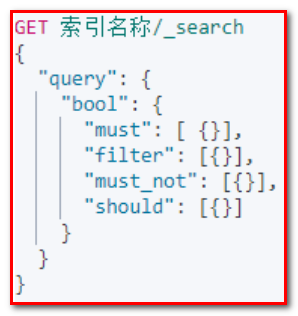 GET 索引名称/_search
{
  "query": {
    "bool": {
      "must": [ {}],
      "filter": [{}],
      "must_not": [{}],
      "should": [{}]
    }
  }
}